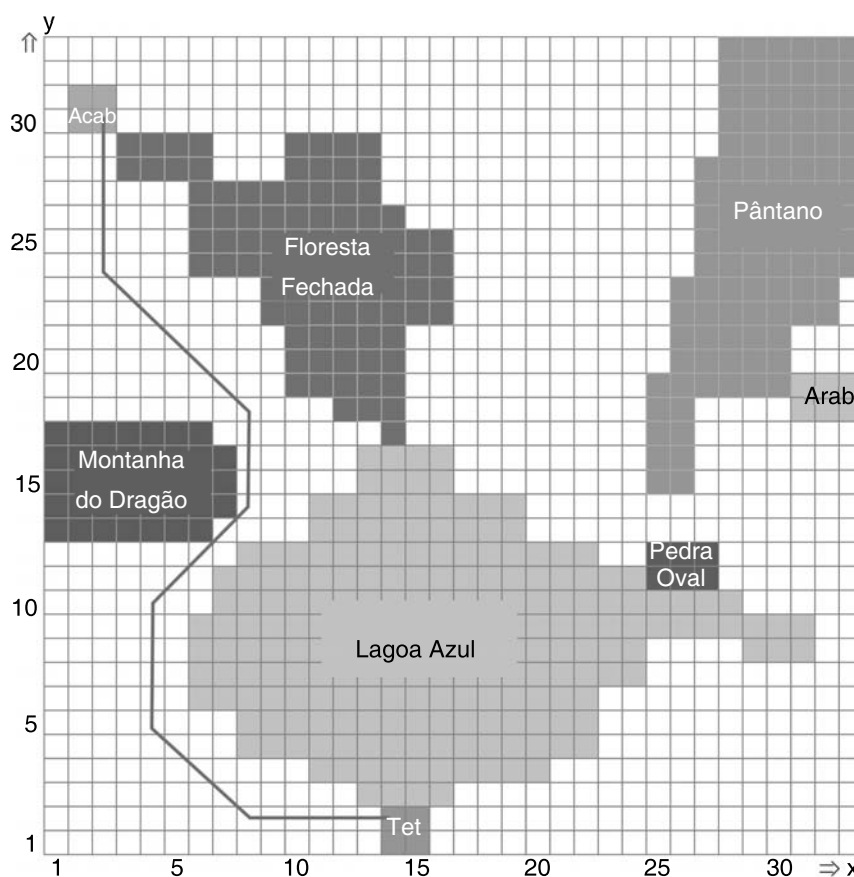 y
⇑
Acab
30
Pântano
25
Floresta
Fechada
20
Arab
Montanha
do Dragão
15
Pedra
Oval
10
Lagoa Azul
5
Tet
1
1 5 10 15 20 25 30 ⇒ x